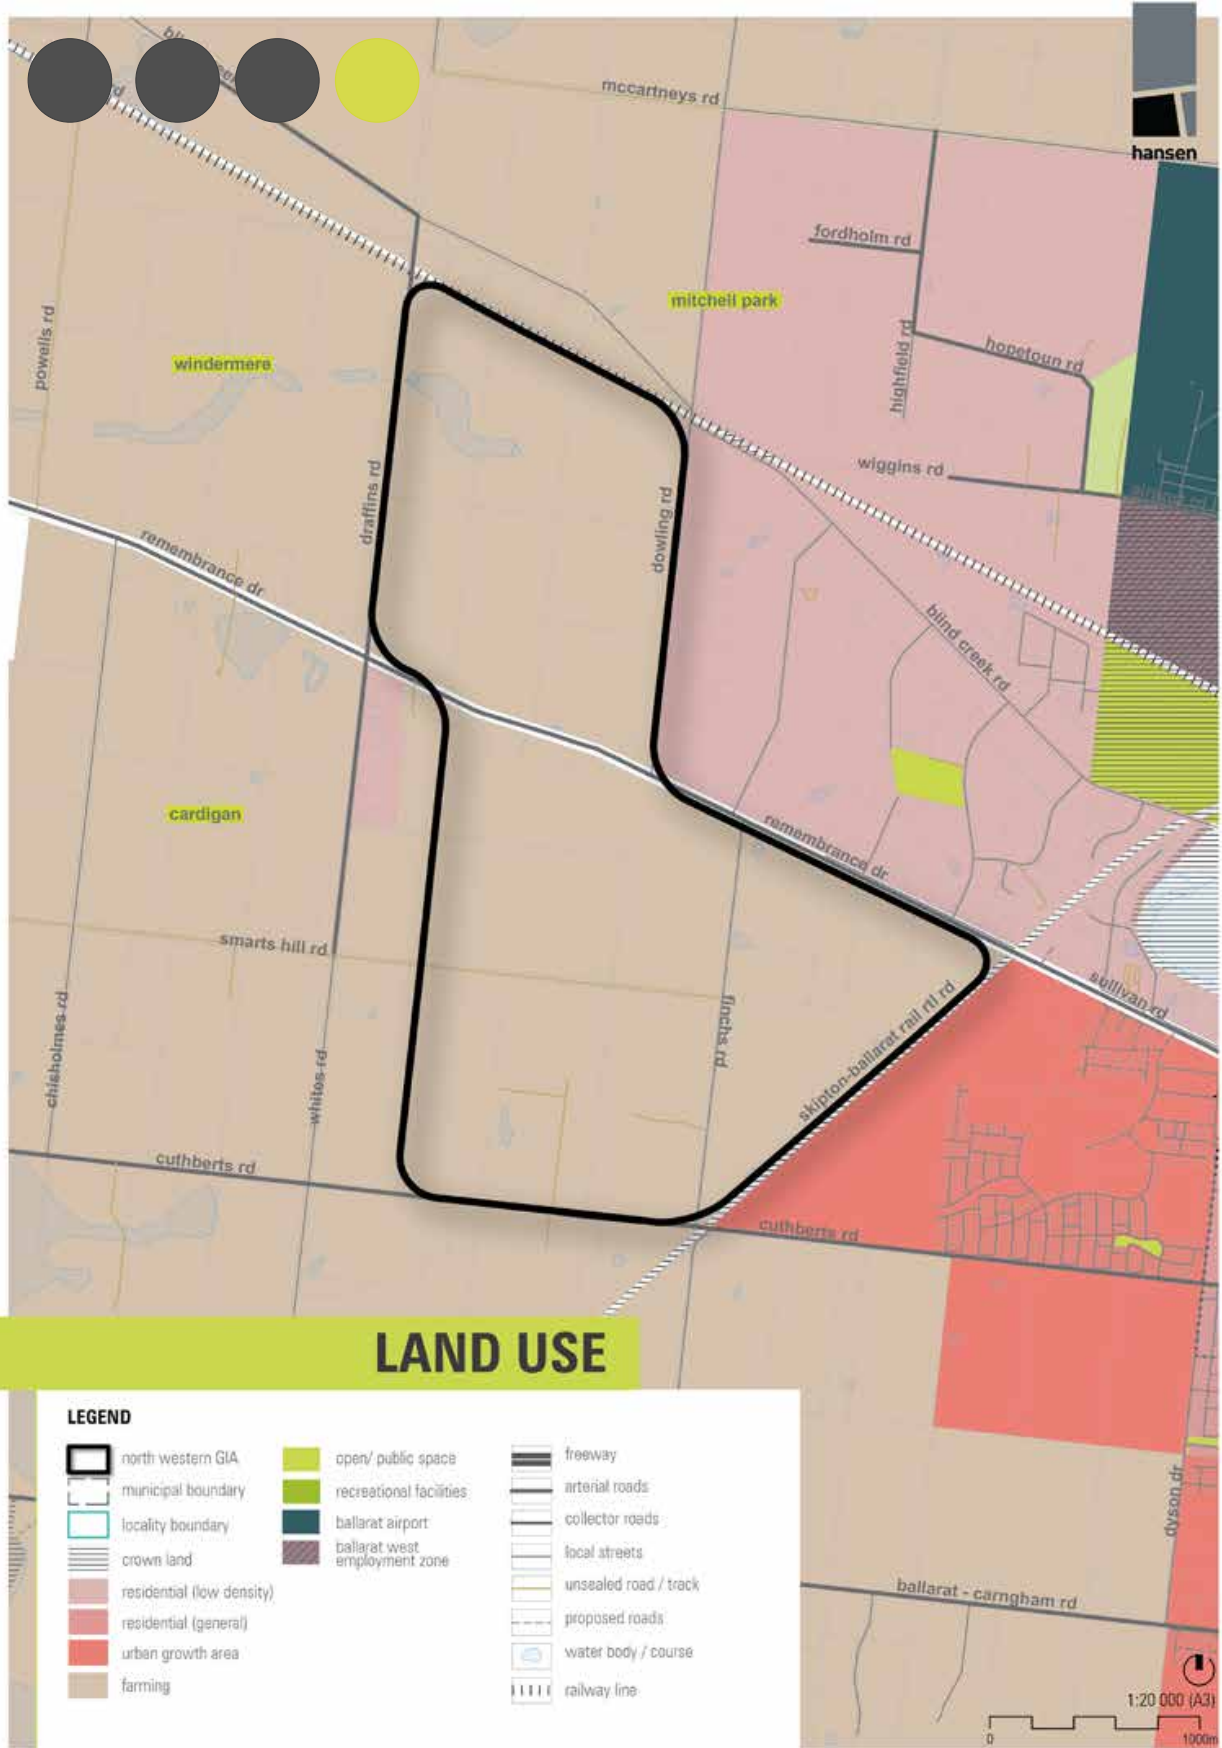 mccartneys rd
hansen
fordholm rd
mitchell park
powells rd
highfield rd
hopetoun rd
windermere
wiggins rd
draffins rd
dowling rd
remembrance dr
blind creek rd
cardigan
remembrance dr
smarts hill rd
sullivan rd
chisholmes rd
whites rd
finchs rd
skipton-ballarat rail rtl rd
cuthberts rd
cuthberts rd
LAND USE
LEGEND
north western GIA
municipal boundary
locality boundary
crown land
residential (low density)
residential (general)
urban growth area
farming
open/ public space
recreational facilities
ballarat airport
ballarat west
employment zone
freeway
arterial roads
collector roads
local streets
unsealed road / track
proposed roads
water body / course
railway line
dyson dr
ballarat - carngham rd
1:20 000 (A3)
0
1000m